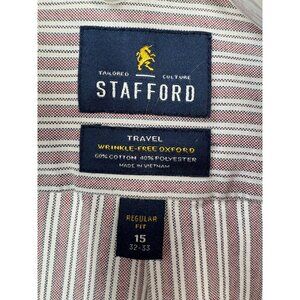 TAILORED CULTURE
STAFFORD
TRAVEL
WRINKLE-FREE OXFORD
60% COTTON 40% POLYESTER
MADE IN VIETNAM
REGULAR
FIT
15
32-33